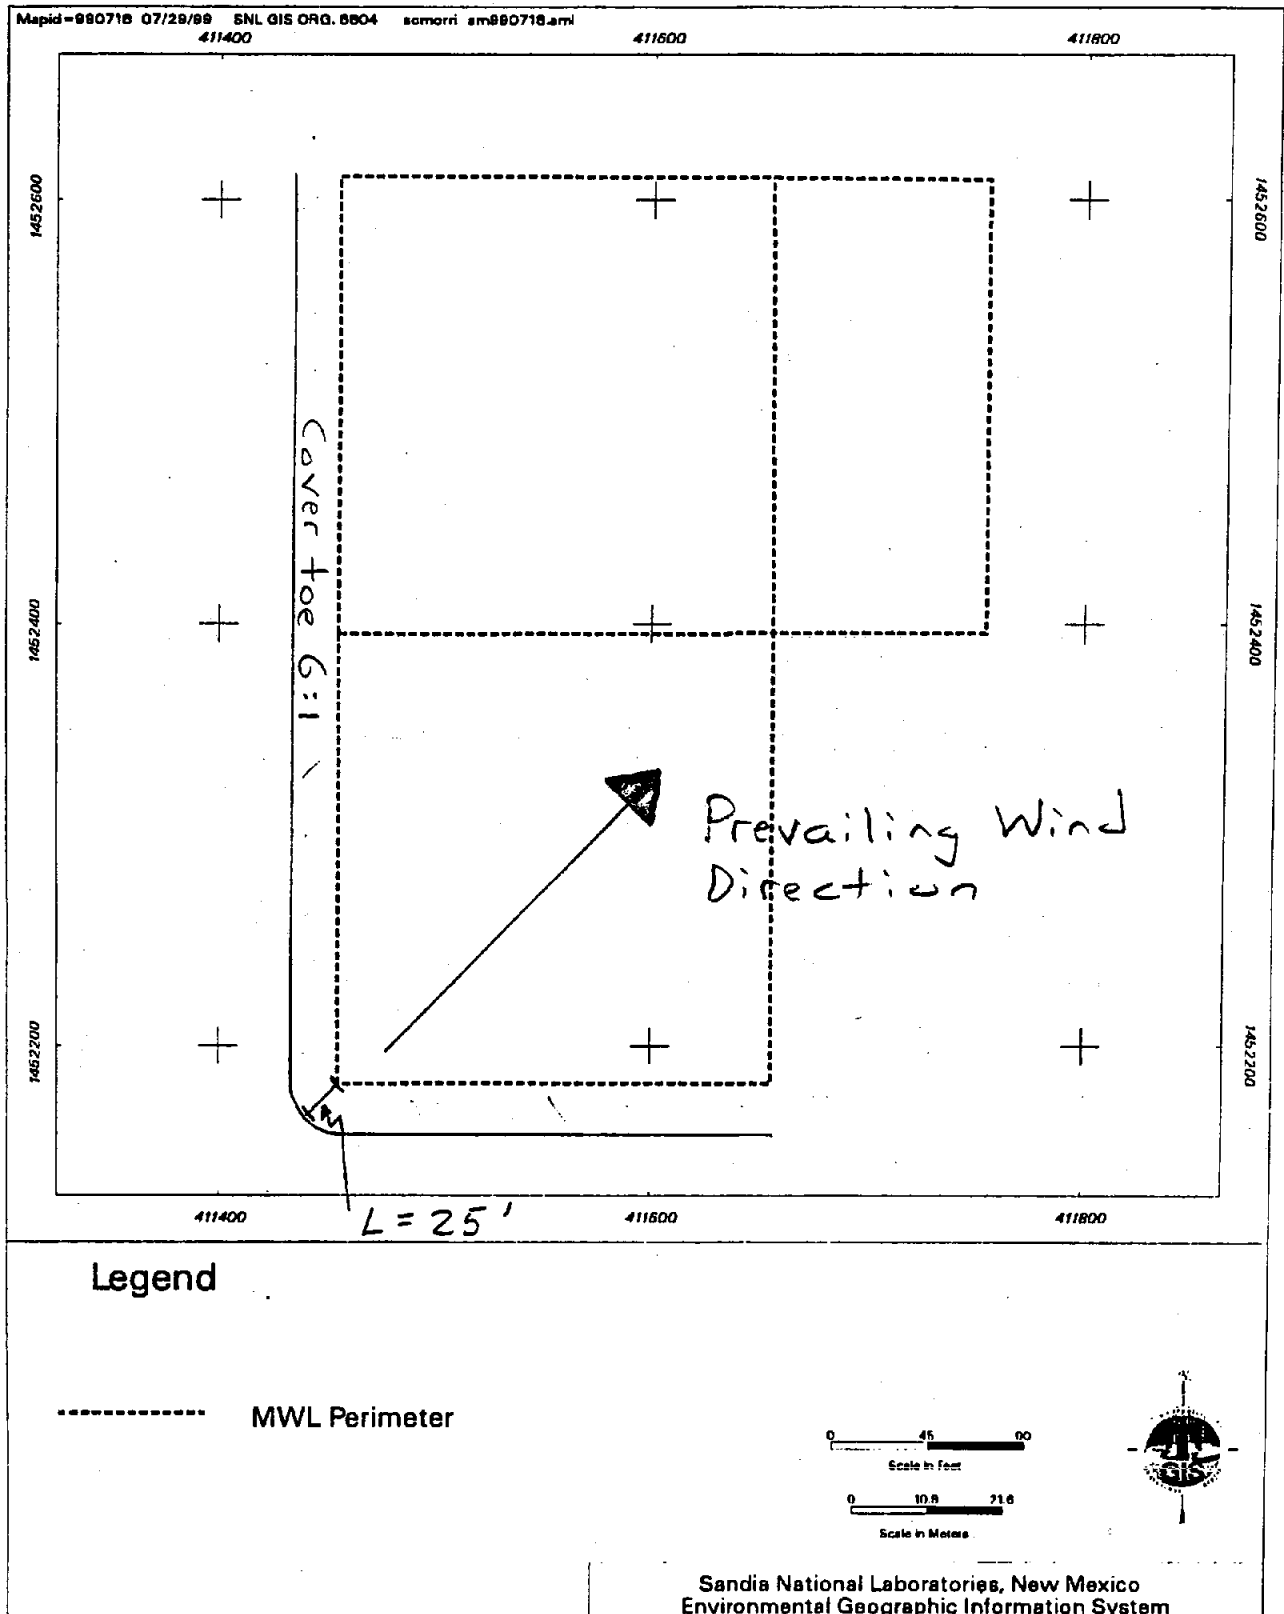 Mapid=990716 07/29/99 SNL GIS ORG. 6804 scmorri sm990716.aml
411400 411600 411800
1452600 1452600
Cover toe 6:1
1452400 1452400
Prevailing Wind
Direction
1452200 1452200
411400 411600 411800
L = 25'
Legend
MWL Perimeter
0 45 90
Scale in Feet
0 10.8 21.6
Scale in Meters
GIS
Sandia National Laboratories, New Mexico
Environmental Geographic Information System